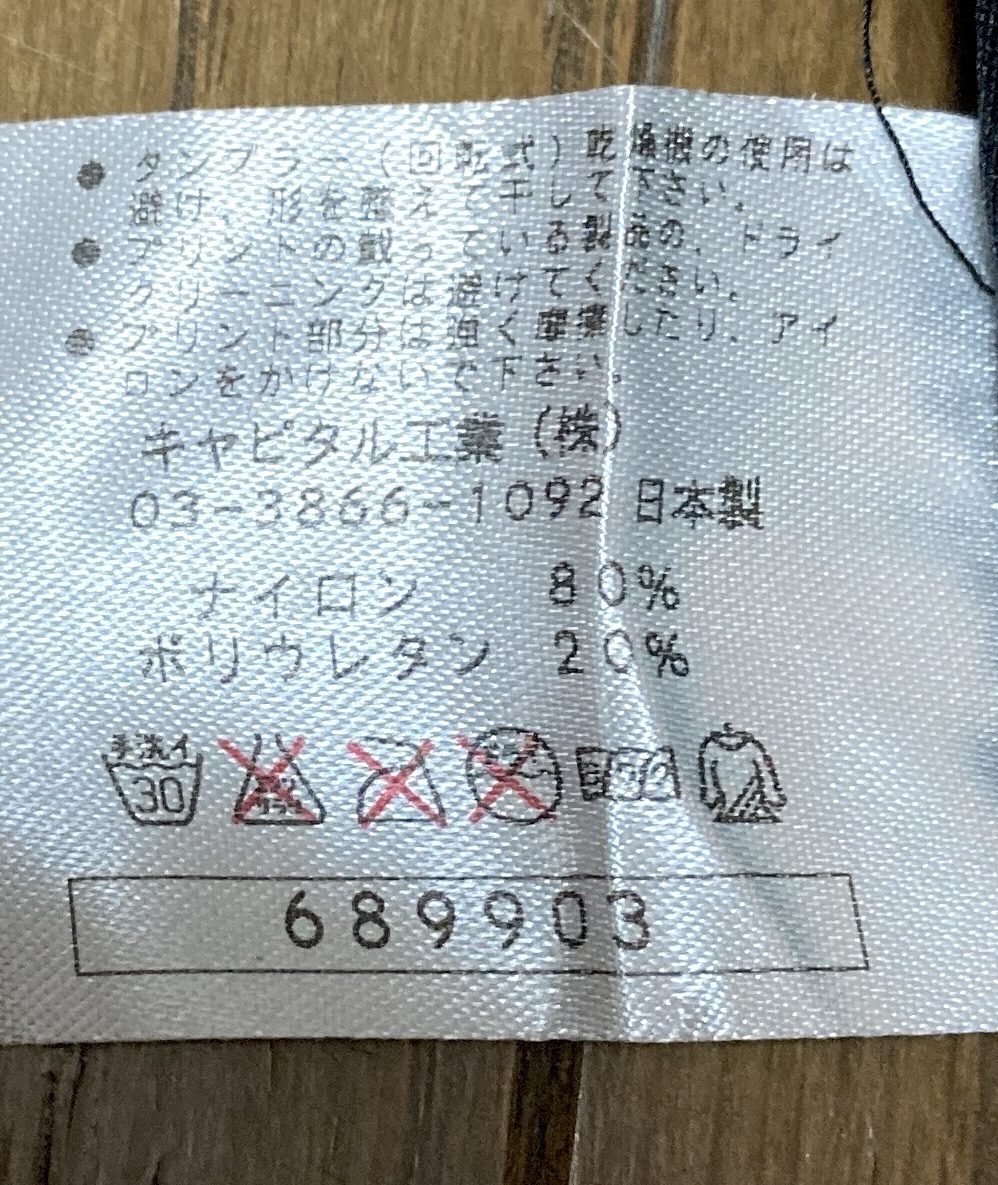 ● タンブラー(回転式)乾燥機の使用は
避け、形を整えて干して下さい。
● プリントの載っている製品の、ドライ
クリーニングは避けてください。
● プリント部分は強く摩擦したり、アイ
ロンをかけないで下さい。
キャピタル工業(株)
03-3866-1092 日本製
ナイロン 80%
ポリウレタン 20%
手洗イ
30
689903